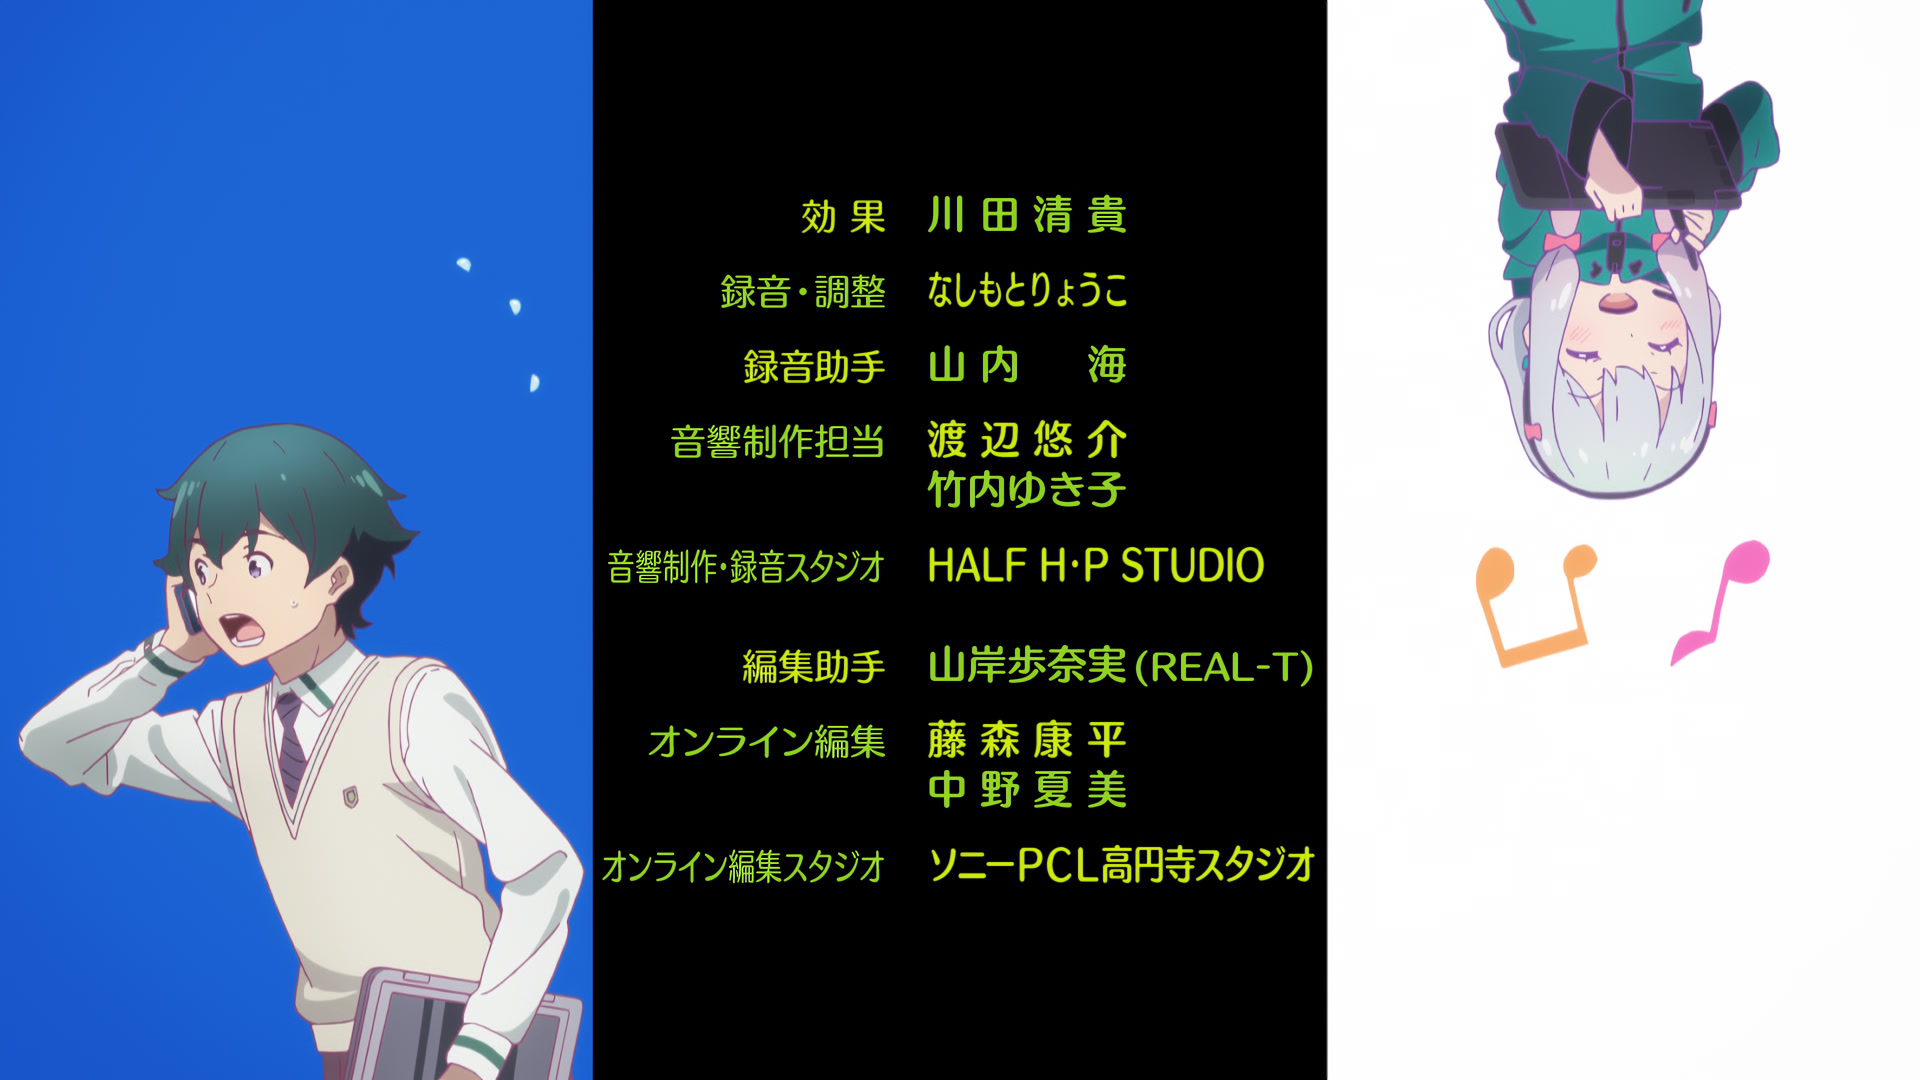 効果 川田清貴
録音・調整 なしもとりょうこ
録音助手 山内 海
音響制作担当 渡辺悠介
竹内ゆき子
音響制作・録音スタジオ HALF H・P STUDIO
編集助手 山岸歩奈実(REAL-T)
オンライン編集 藤森康平
中野夏美
オンライン編集スタジオ ソニーPCL高円寺スタジオ